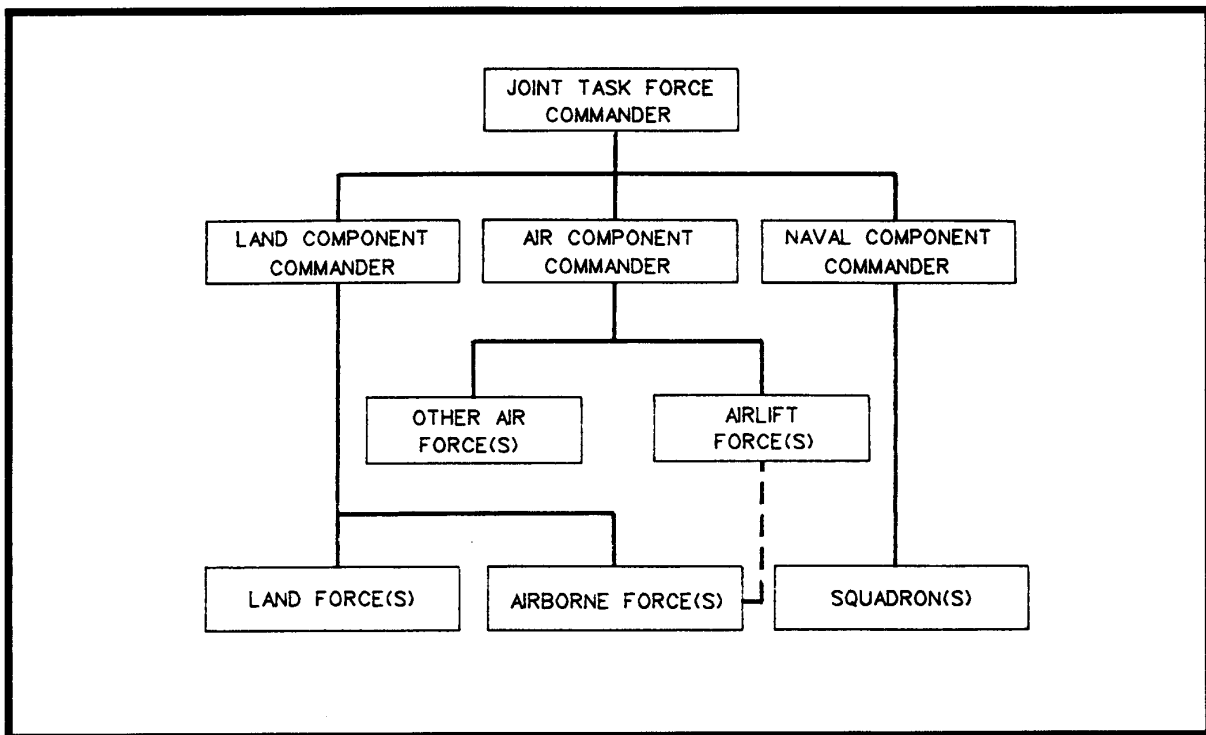 JOINT TASK FORCE
COMMANDER
LAND COMPONENT
COMMANDER
AIR COMPONENT
COMMANDER
NAVAL COMPONENT
COMMANDER
OTHER AIR
FORCE(S)
AIRLIFT
FORCE(S)
LAND FORCE(S)
AIRBORNE FORCE(S)
SQUADRON(S)